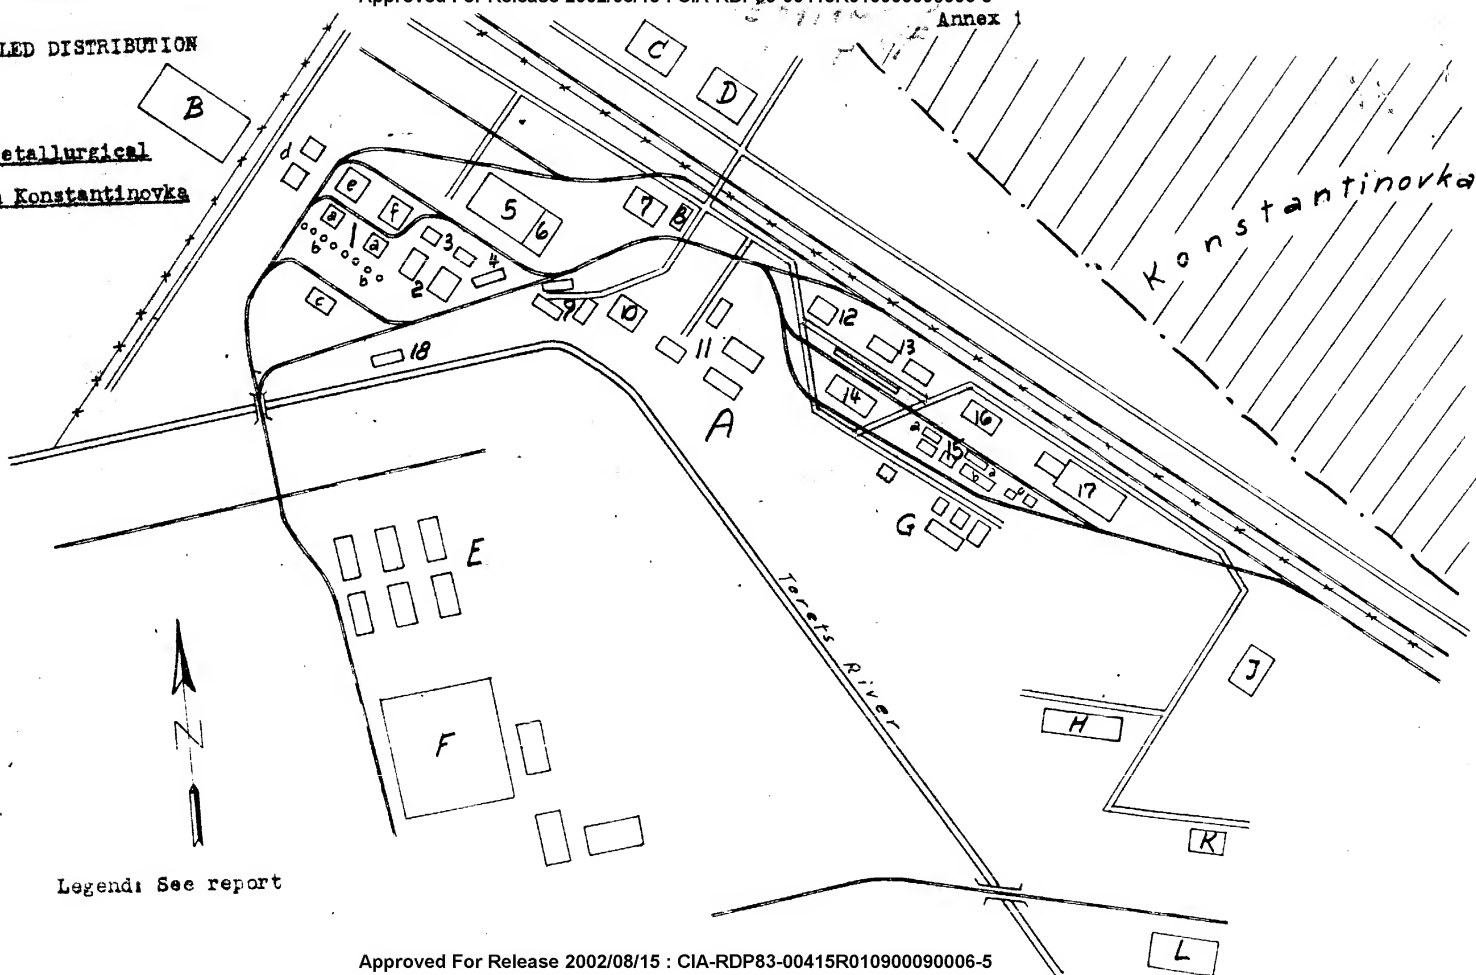 Approved For Release 2002/08/15 : CIA-RDP83-00415R010900090006-5
Annex 1
LED DISTRIBUTION
etallurgical
Konstantinovka
B
C
D
Konstantinovka
d
e
f
a
1
a
b
b
c
2
3
4
5
6
7
8
9
10
11
12
13
14
15
a
a
b
16
17
18
A
E
F
G
H
J
K
L
Torets River
N
Legend: See report
Approved For Release 2002/08/15 : CIA-RDP83-00415R010900090006-5